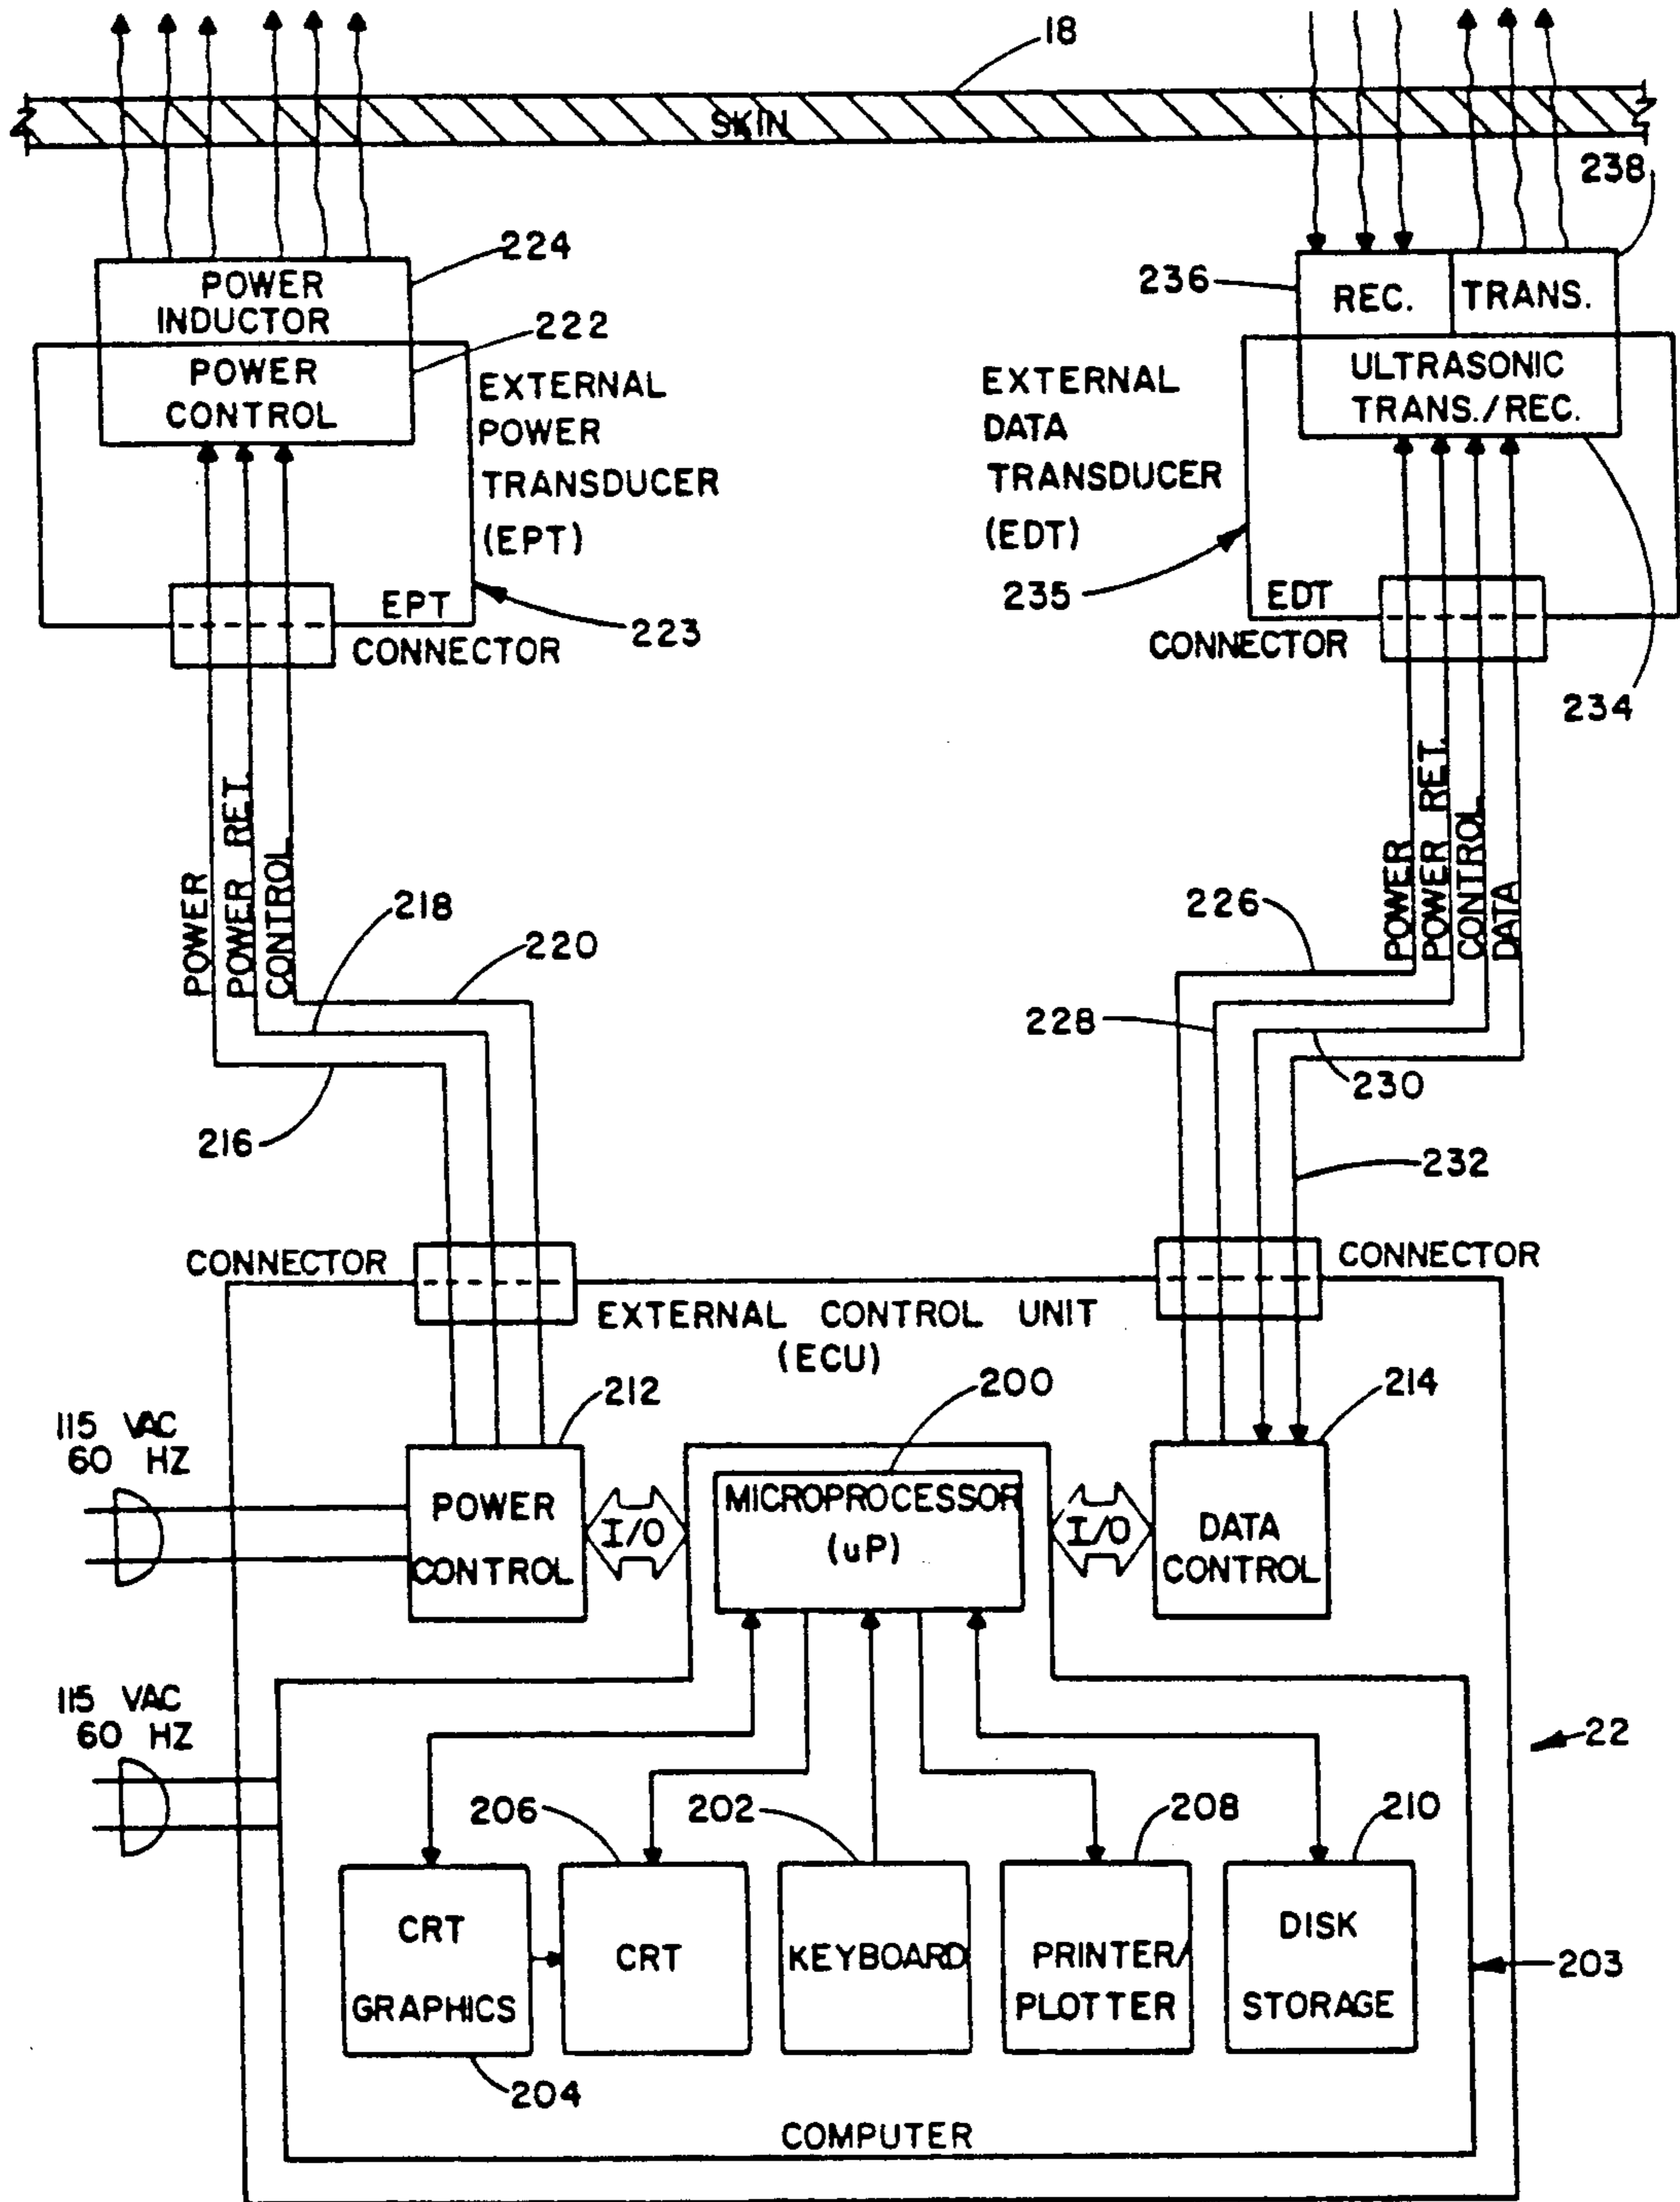 18
SKIN
238
224
236
POWER
INDUCTOR
REC.
TRANS.
222
POWER
CONTROL
EXTERNAL
POWER
TRANSDUCER
(EPT)
EXTERNAL
DATA
TRANSDUCER
(EDT)
ULTRASONIC
TRANS./REC.
235
EPT
CONNECTOR
223
EDT
CONNECTOR
234
POWER
POWER RET.
CONTROL
218
220
216
POWER
POWER RET.
CONTROL
DATA
226
228
230
232
CONNECTOR
CONNECTOR
EXTERNAL CONTROL UNIT
(ECU)
212
200
214
115 VAC
60 HZ
POWER
CONTROL
I/O
MICROPROCESSOR
(uP)
I/O
DATA
CONTROL
115 VAC
60 HZ
22
206
202
208
210
CRT
GRAPHICS
CRT
KEYBOARD
PRINTER/
PLOTTER
DISK
STORAGE
203
204
COMPUTER